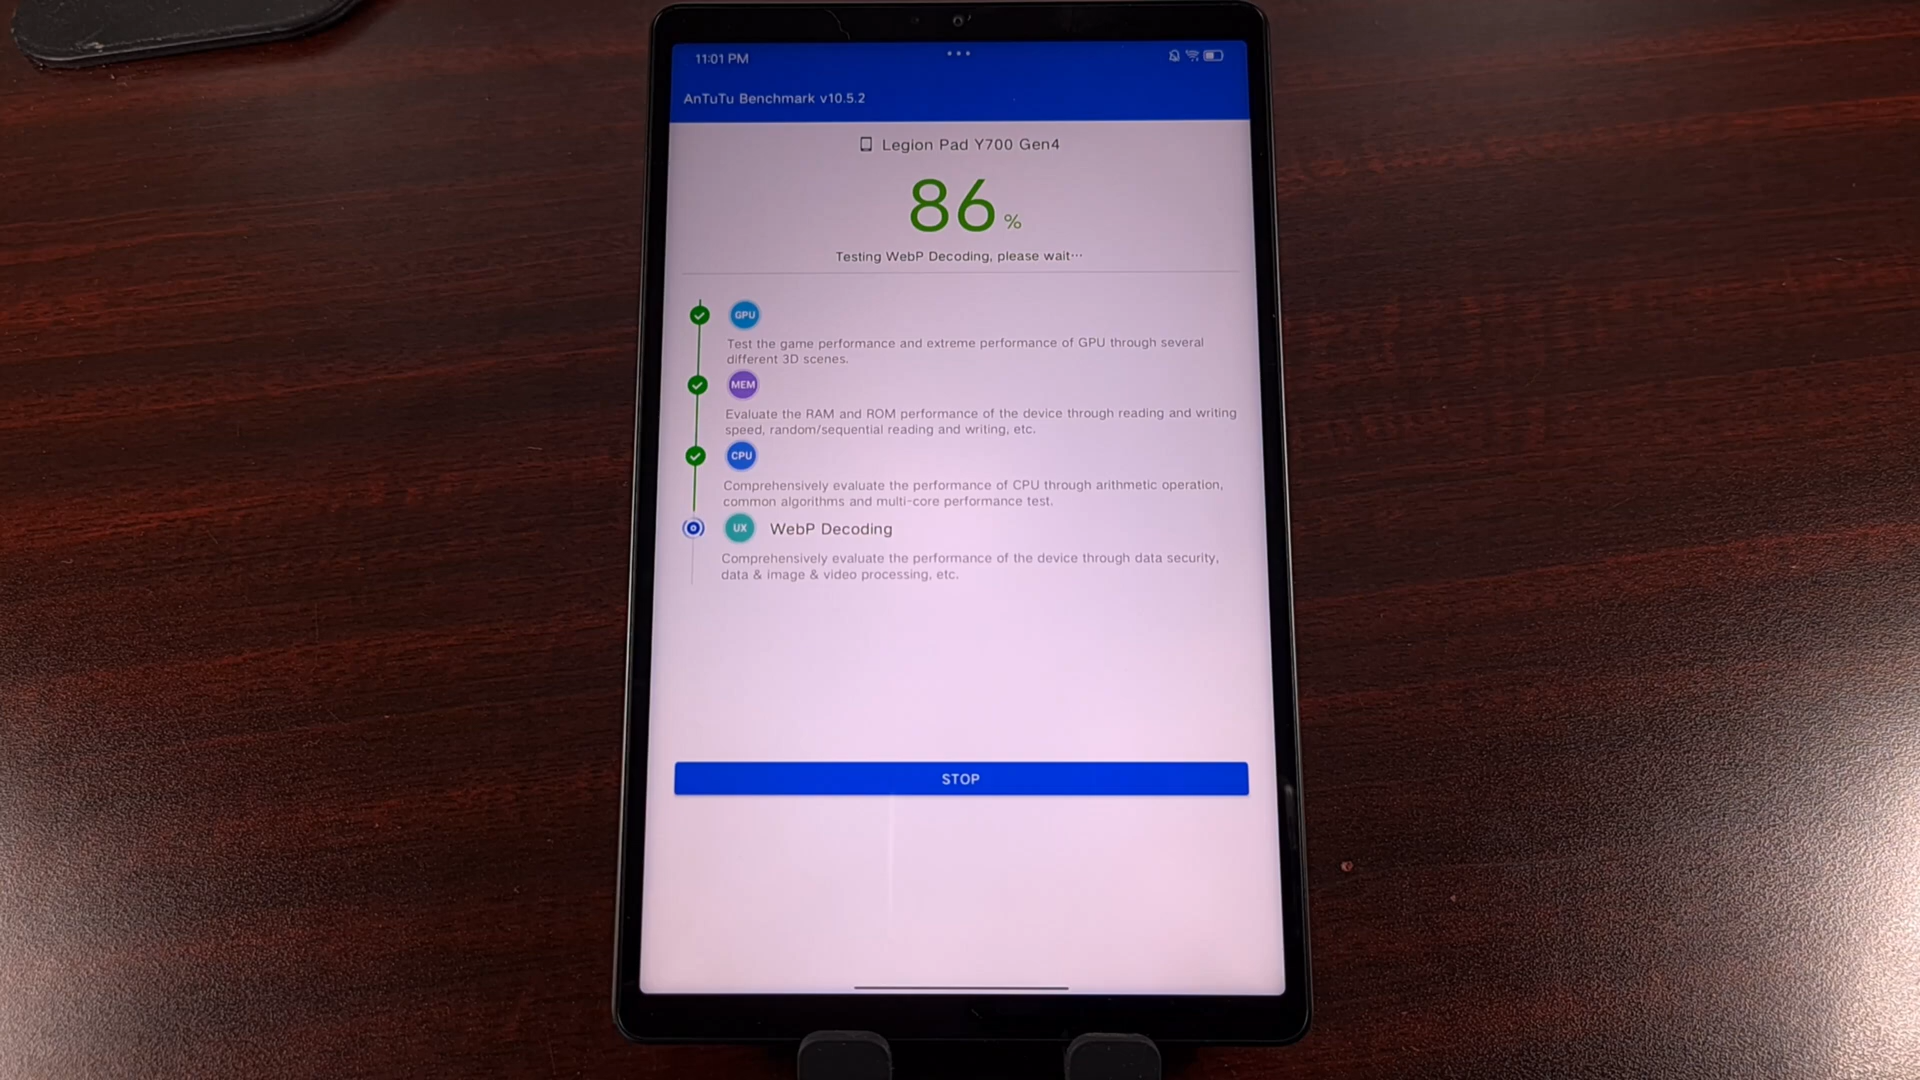 11:01 PM
AnTuTu Benchmark v10.5.2
Legion Pad Y700 Gen4
86 %
Testing WebP Decoding, please wait···
GPU
Test the game performance and extreme performance of GPU through several
different 3D scenes.
MEM
Evaluate the RAM and ROM performance of the device through reading and writing
speed, random/sequential reading and writing, etc.
CPU
Comprehensively evaluate the performance of CPU through arithmetic operation,
common algorithms and multi-core performance test.
UX WebP Decoding
Comprehensively evaluate the performance of the device through data security,
data & image & video processing, etc.
STOP